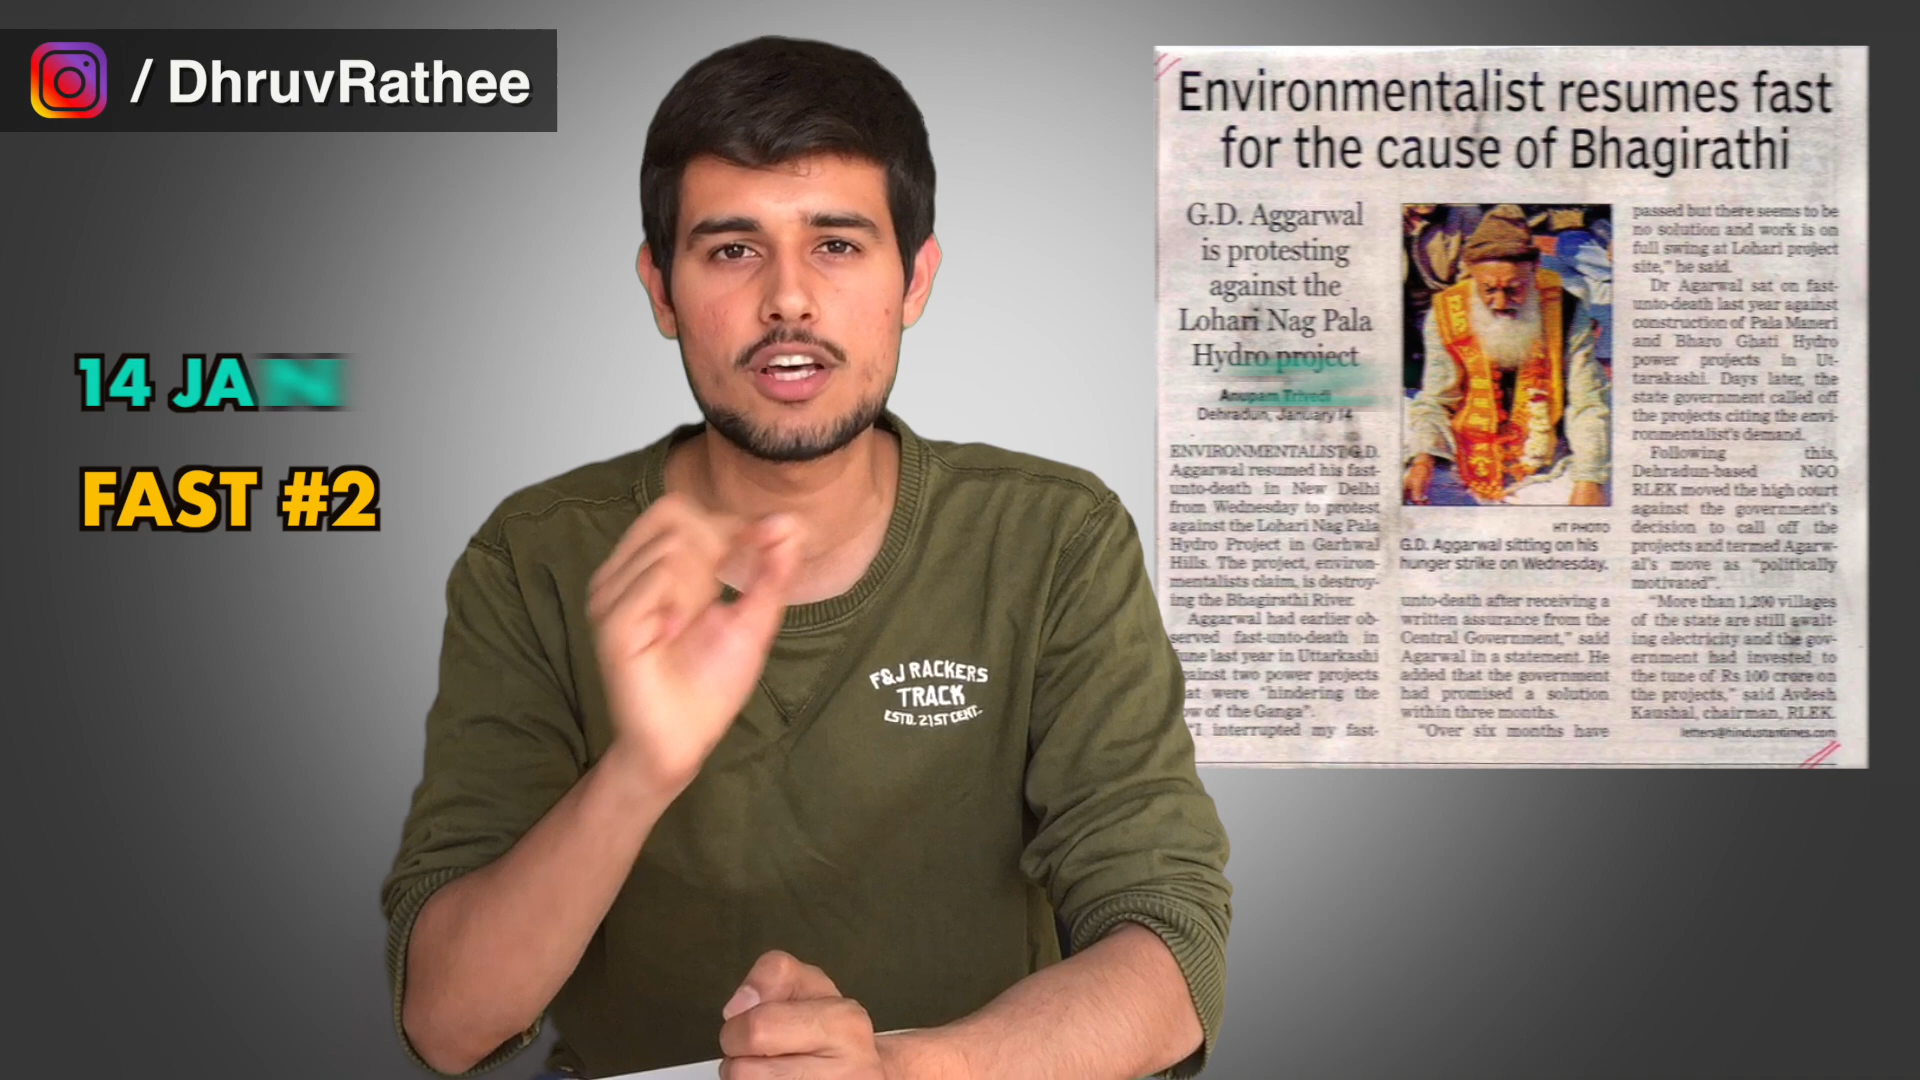 / DhruvRathee
14 JAN
FAST #2
Environmentalist resumes fast
for the cause of Bhagirathi
G.D. Aggarwal
is protesting
against the
Lohari Nag Pala
Hydro project
Anupam Trivedi
Dehradun, January 14
ENVIRONMENTALIST G.D.
Aggarwal resumed his fast-
unto-death in New Delhi
from Wednesday to protest
against the Lohari Nag Pala
Hydro Project in Garhwal
Hills. The project, environ-
mentalists claim, is destroy-
ing the Bhagirathi River.
Aggarwal had earlier ob-
served fast-unto-death in
une last year in Uttarkashi
ainst two power projects
at were "hindering the
ow of the Ganga".
"I interrupted my fast-
HT PHOTO
G.D. Aggarwal sitting on his
hunger strike on Wednesday.
unto-death after receiving a
written assurance from the
Central Government," said
Agarwal in a statement. He
added that the government
had promised a solution
within three months.
"Over six months have
passed but there seems to be
no solution and work is on
full swing at Lohari project
site," he said.
Dr Agarwal sat on fast-
unto-death last year against
construction of Pala Maneri
and Bharo Ghati Hydro
power projects in Ut-
tarakashi. Days later, the
state government called off
the projects citing the envi-
ronmentalist's demand.
Following this,
Dehradun-based NGO
RLEK moved the high court
against the government's
decision to call off the
projects and termed Agarw-
al's move as "politically
motivated".
"More than 1,200 villages
of the state are still await-
ing electricity and the gov-
ernment had invested to
the tune of Rs 100 crore on
the projects," said Avdesh
Kaushal, chairman, RLEK.
letters@hindustantimes.com
F&J RACKERS
TRACK
ESTD. 21ST CENT.